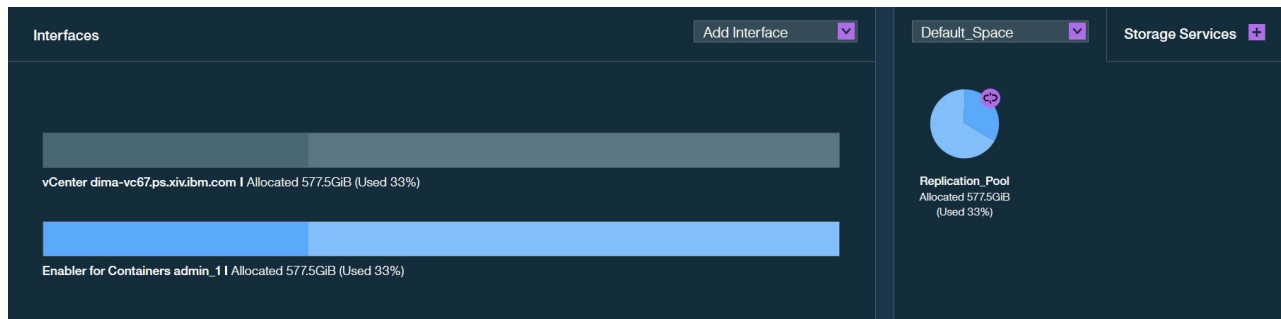 Interfaces
Add Interface
Default_Space
Storage Services
vCenter dima-vc67.ps.xiv.ibm.com I Allocated 577.5GiB (Used 33%)
Enabler for Containers admin_1 I Allocated 577.5GiB (Used 33%)
Replication_Pool
Allocated 577.5GiB
(Used 33%)